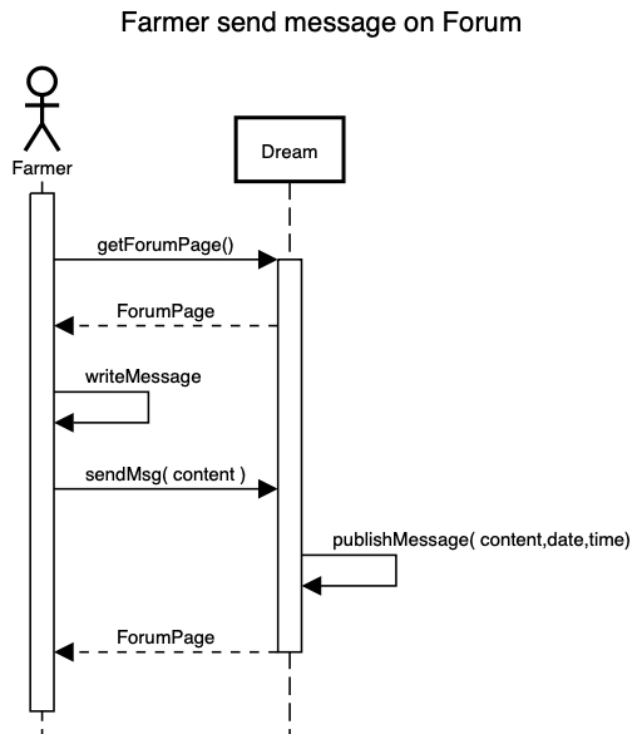 Farmer send message on Forum
Farmer
Dream
getForumPage()
ForumPage
writeMessage
sendMsg( content )
publishMessage( content,date,time)
ForumPage